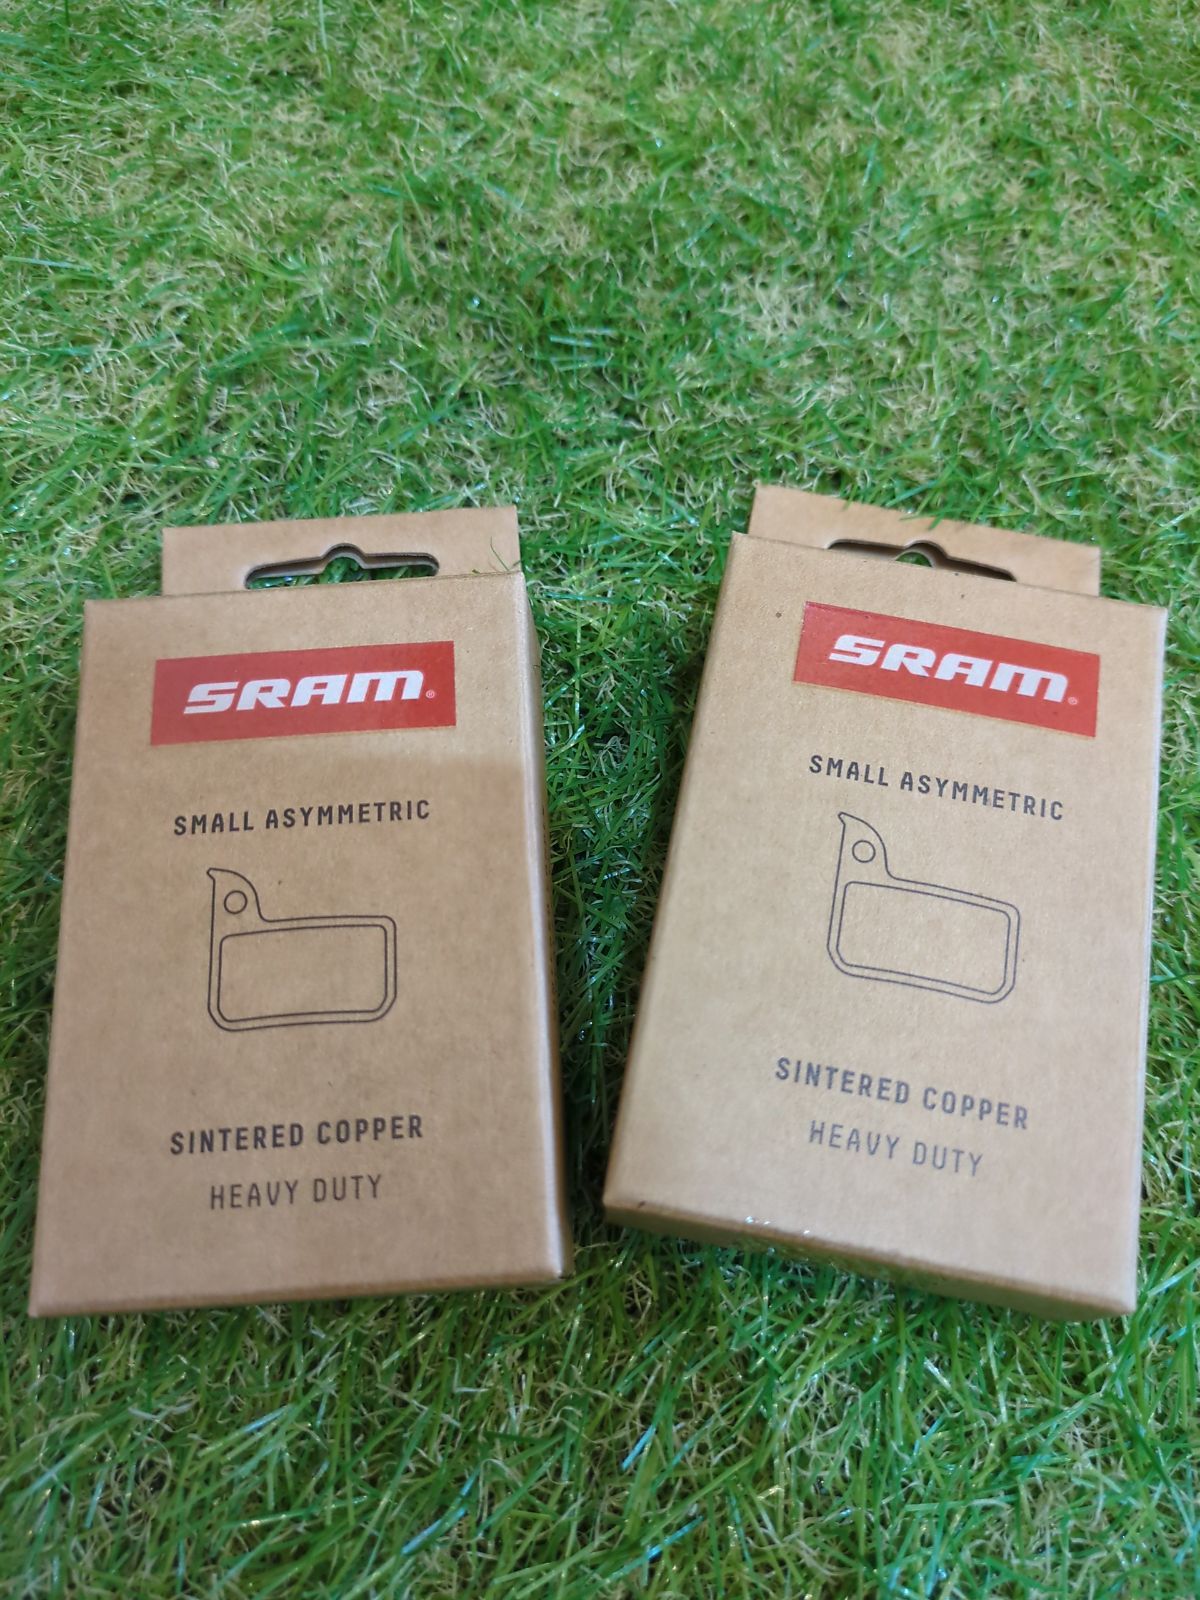 SRAM®
SMALL ASYMMETRIC
SINTERED COPPER
HEAVY DUTY
SRAM®
SMALL ASYMMETRIC
SINTERED COPPER
HEAVY DUTY